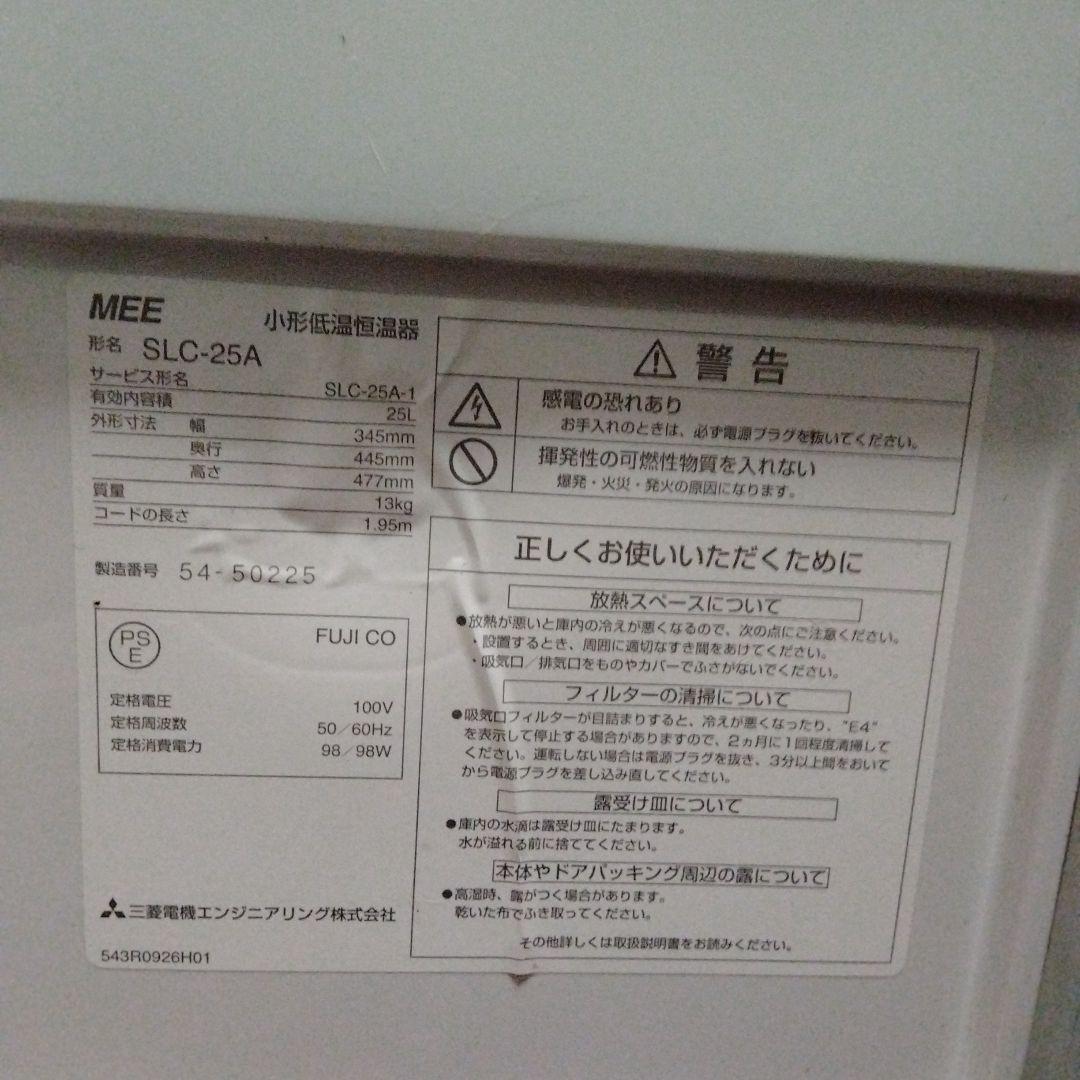 MEE 小形低温恒温器
形名 SLC-25A
サービス形名 SLC-25A-1
有効内容積 25L
外形寸法 幅 345mm
奥行 445mm
高さ 477mm
質量 13kg
コードの長さ 1.95m
製造番号 54-50225
PS
E
FUJI CO
定格電圧 100V
定格周波数 50/60Hz
定格消費電力 98/98W
三菱電機エンジニアリング株式会社
543R0926H01
警告
感電の恐れあり
お手入れのときは、必ず電源プラグを抜いてください。
揮発性の可燃性物質を入れない
爆発・火災・発火の原因になります。
正しくお使いいただくために
放熱スペースについて
●放熱が悪いと庫内の冷えが悪くなるので、次の点にご注意ください。
・設置するとき、周囲に適切なすき間をあけてください。
・吸気口/排気口をものやカバーでふさがないでください。
フィルターの清掃について
●吸気口フィルターが目詰まりすると、冷えが悪くなったり、"E4"
を表示して停止する場合がありますので、2ヵ月に1回程度清掃して
ください。運転しない場合は電源プラグを抜き、3分以上間をおいて
から電源プラグを差し込み直してください。
露受け皿について
●庫内の水滴は露受け皿にたまります。
水が溢れる前に捨ててください。
本体やドアパッキング周辺の露について
●高湿時、露がつく場合があります。
乾いた布でふき取ってください。
その他詳しくは取扱説明書をお読みください。